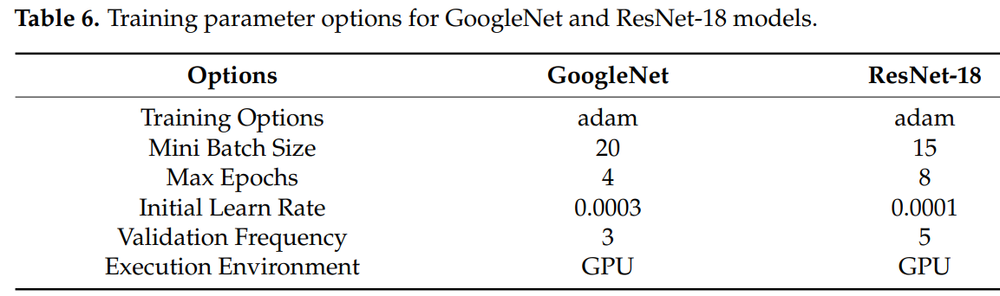 Table 6. Training parameter options for GoogleNet and ResNet-18 models.
Options GoogleNet ResNet-18
Training Options adam adam
Mini Batch Size 20 15
Max Epochs 4 8
Initial Learn Rate 0.0003 0.0001
Validation Frequency 3 5
Execution Environment GPU GPU